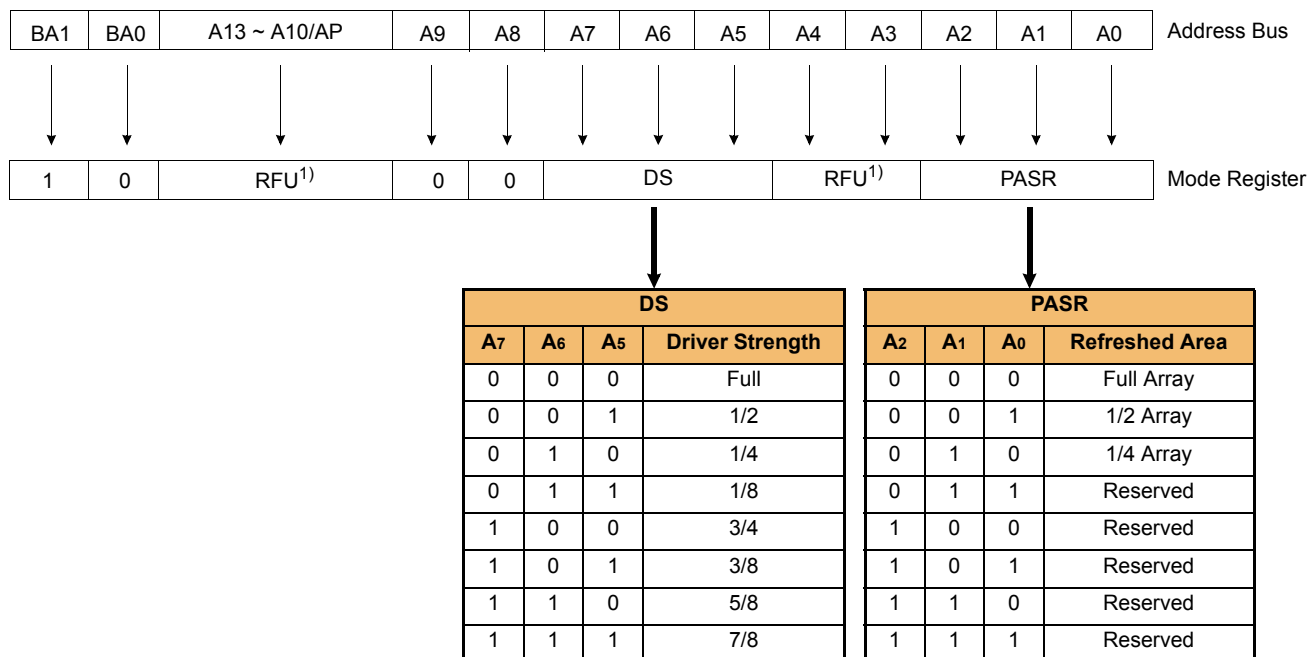 BA1 BA0 A13 ~ A10/AP A9 A8 A7 A6 A5 A4 A3 A2 A1 A0 Address Bus
1 0 RFU1) 0 0 DS RFU1) PASR Mode Register
DS
A7 A6 A5 Driver Strength
0 0 0 Full
0 0 1 1/2
0 1 0 1/4
0 1 1 1/8
1 0 0 3/4
1 0 1 3/8
1 1 0 5/8
1 1 1 7/8
PASR
A2 A1 A0 Refreshed Area
0 0 0 Full Array
0 0 1 1/2 Array
0 1 0 1/4 Array
0 1 1 Reserved
1 0 0 Reserved
1 0 1 Reserved
1 1 0 Reserved
1 1 1 Reserved